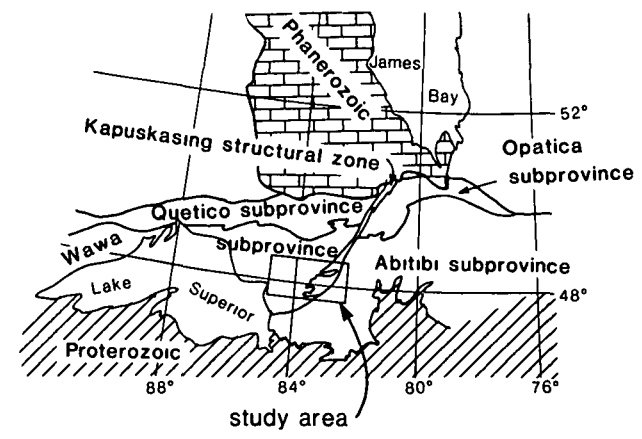 Phanerozoic
James
Bay
52°
Kapuskasing structural zone
Opatica
subprovince
Quetico subprovince
Wawa
subprovince
Abitibi subprovince
Lake
Superior
48°
Proterozoic
88°
84°
80°
76°
study area